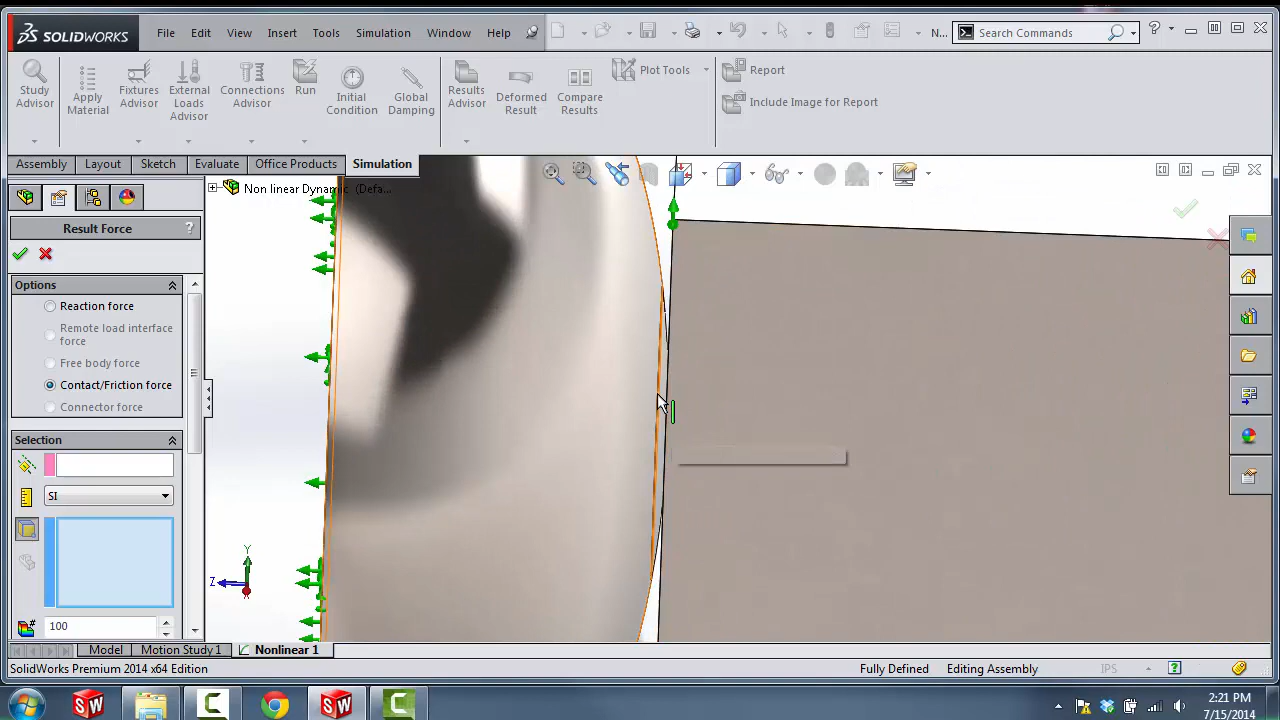 SOLIDWORKS File Edit View Insert Tools Simulation Window Help N... Search Commands ?
Study Advisor
Apply Material
Fixtures Advisor
External Loads Advisor
Connections Advisor
Run
Initial Condition
Global Damping
Results Advisor
Deformed Result
Compare Results
Plot Tools
Report
Include Image for Report
Assembly Layout Sketch Evaluate Office Products Simulation
Non linear Dynamic (Defa...
Result Force ?
Options
Reaction force
Remote load interface
force
Free body force
Contact/Friction force
Connector force
Selection
SI
100
Y
Z
Model Motion Study 1 Nonlinear 1
SolidWorks Premium 2014 x64 Edition Fully Defined Editing Assembly IPS ?
SW C SW C
2:21 PM
7/15/2014